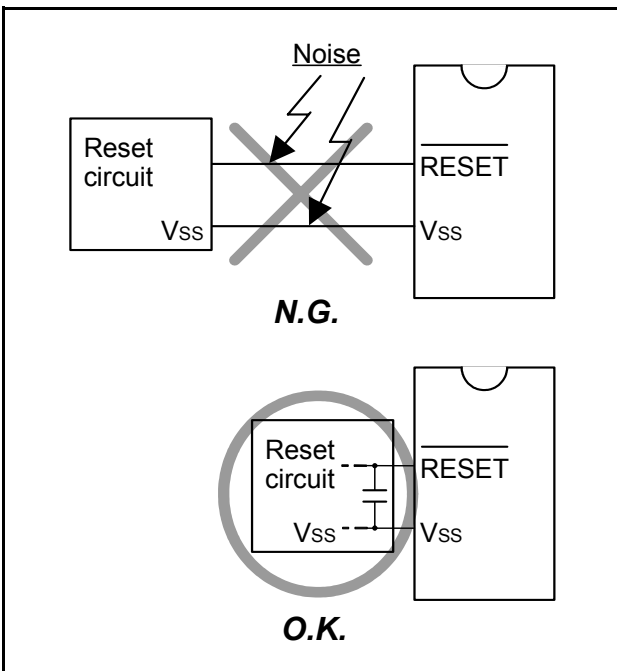 Noise
Reset
circuit
Vss
RESET
Vss
N.G.
Reset
circuit
Vss
RESET
Vss
O.K.